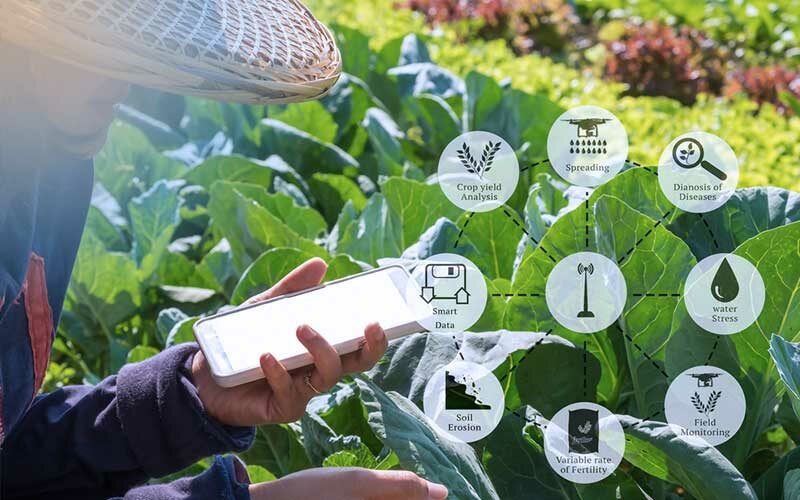 Crop yield
Analysis
Spreading
Dianosis of
Diseases
Smart
Data
water
Stress
Soil
Erosion
Variable rate
of Fertility
Field
Monitoring